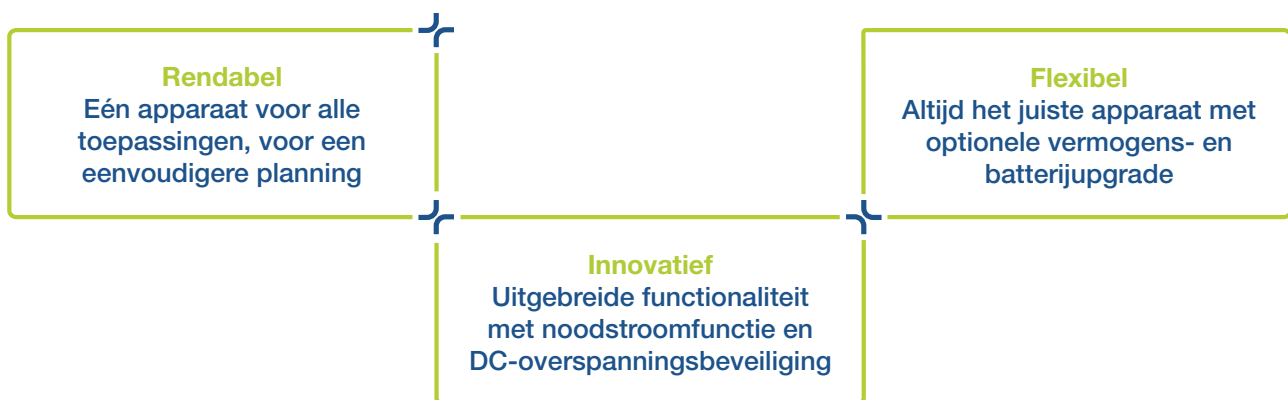 Rendabel
Eén apparaat voor alle
toepassingen, voor een
eenvoudigere planning
Flexibel
Altijd het juiste apparaat met
optionele vermogens- en
batterijupgrade
Innovatief
Uitgebreide functionaliteit
met noodstroomfunctie en
DC-overspanningsbeveiliging